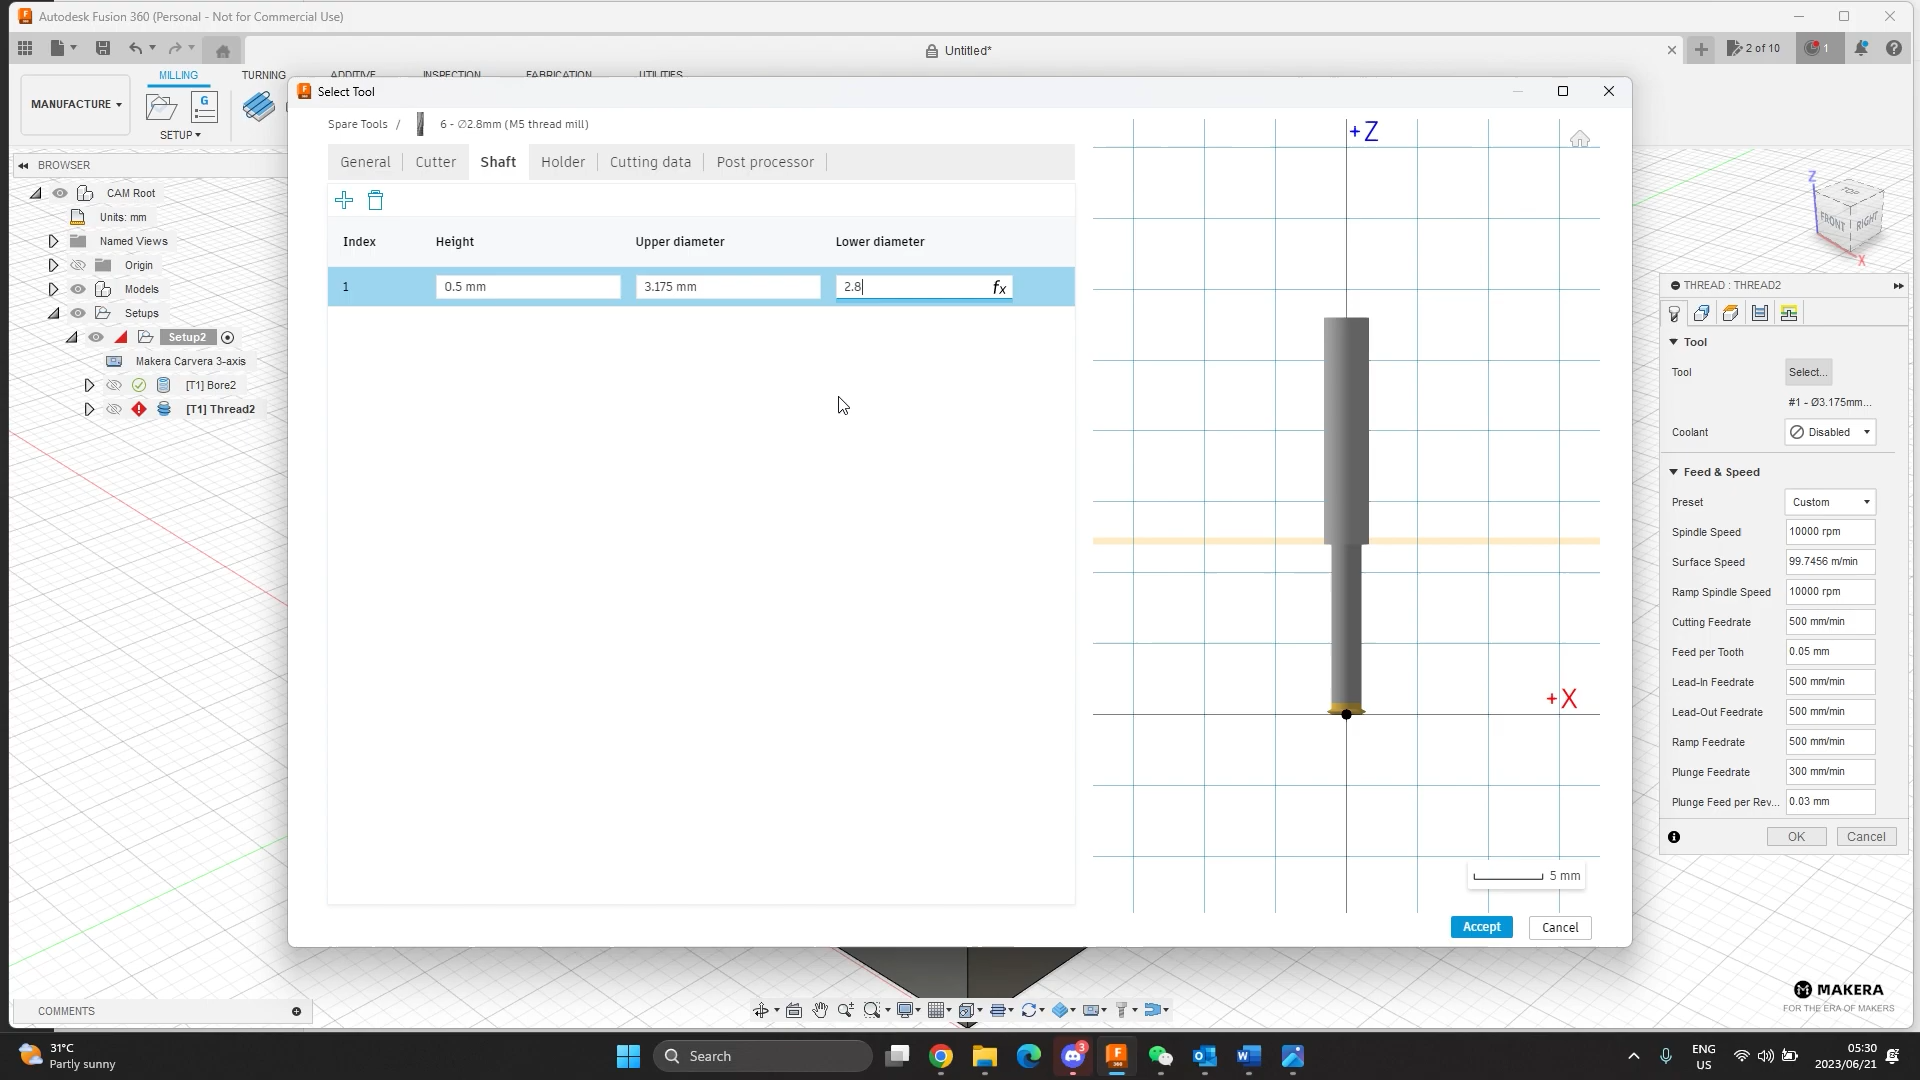 Autodesk Fusion 360 (Personal - Not for Commercial Use)
Untitled*
2 of 10
1
MILLING
TURNING
ADDITIVE
INSPECTION
FABRICATION
UTILITIES
MANUFACTURE
G
SETUP
Select Tool
Spare Tools /
6 - ∅2.8mm (M5 thread mill)
General
Cutter
Shaft
Holder
Cutting data
Post processor
Index
Height
Upper diameter
Lower diameter
1
0.5 mm
3.175 mm
2.8
fx
+Z
+X
5 mm
Accept
Cancel
BROWSER
CAM Root
Units: mm
Named Views
Origin
Models
Setups
Setup2
Makera Carvera 3-axis
[T1] Bore2
[T1] Thread2
Z
TOP
FRONT
RIGHT
X
THREAD : THREAD2
Tool
Tool
Select...
#1 - Ø3.175mm...
Coolant
Disabled
Feed & Speed
Preset
Custom
Spindle Speed
10000 rpm
Surface Speed
99.7456 m/min
Ramp Spindle Speed
10000 rpm
Cutting Feedrate
500 mm/min
Feed per Tooth
0.05 mm
Lead-In Feedrate
500 mm/min
Lead-Out Feedrate
500 mm/min
Ramp Feedrate
500 mm/min
Plunge Feedrate
300 mm/min
Plunge Feed per Rev...
0.03 mm
OK
Cancel
MAKERA
FOR THE ERA OF MAKERS
COMMENTS
31°C
Partly sunny
Search
3
F
360
W
ENG
US
05:30
2023/06/21